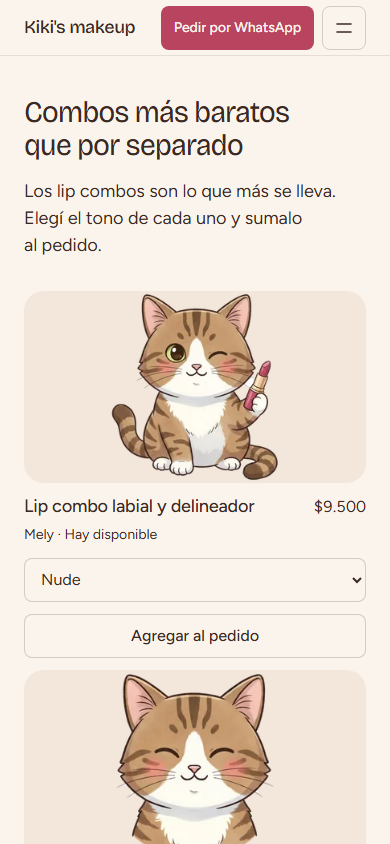 Kiki's makeup
Pedir por WhatsApp
Combos más baratos
que por separado
Los lip combos son lo que más se lleva.
Elegí el tono de cada uno y sumalo
al pedido.
Lip combo labial y delineador
$9.500
Mely · Hay disponible
Nude
Agregar al pedido